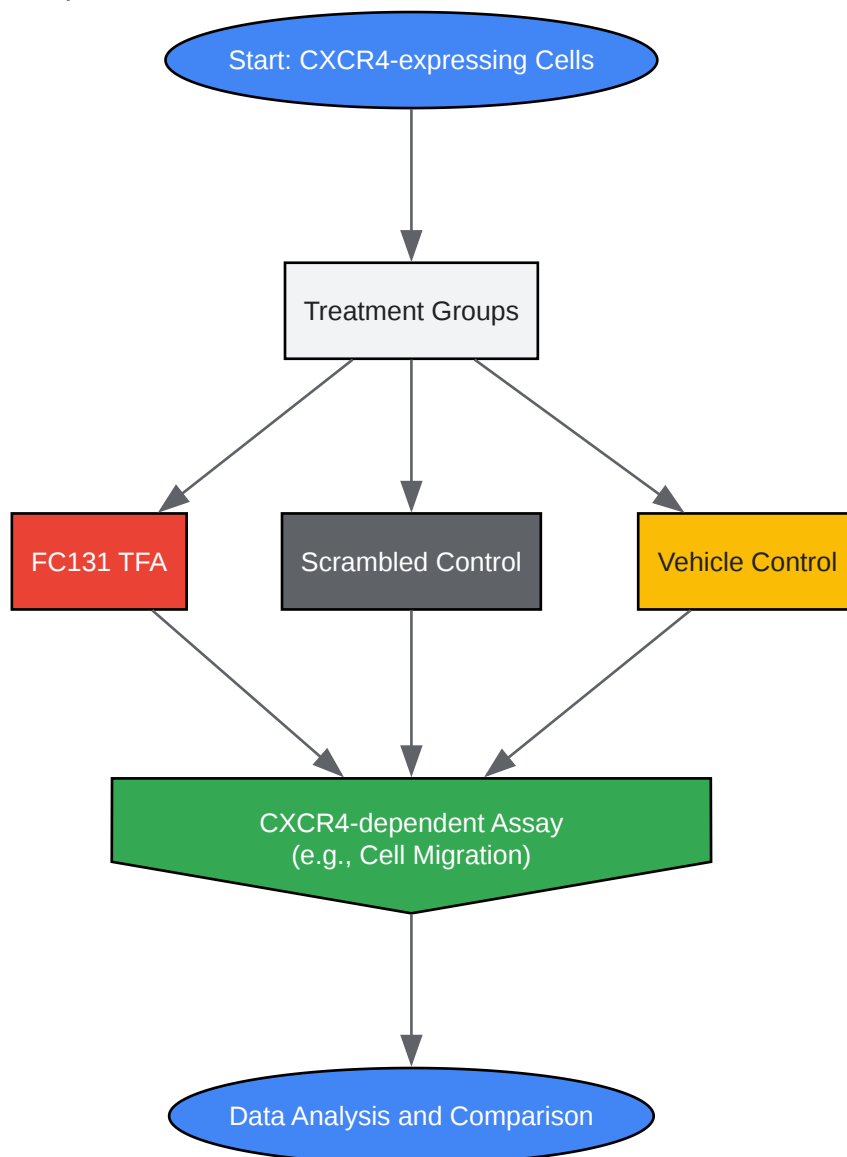 Start: CXCR4-expressing Cells
Treatment Groups
FC131 TFA
Scrambled Control
Vehicle Control
CXCR4-dependent Assay
(e.g., Cell Migration)
Data Analysis and Comparison